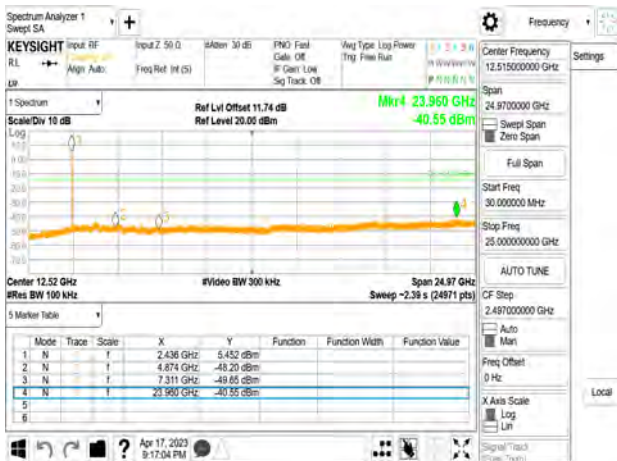 Spectrum Analyzer 1
Swept SA
+
Frequency
KEYSIGHT
Input: RF
Input Z: 50 Ω
#Atten: 30 dB
PNO: Fast
Avg Type: Log Power
RL
Gate: Off
Trig: Free Run
Align: Auto
Freq Ref: Int (S)
IF Gain: Low
Sig Track: Off
Center Frequency
12.515000000 GHz
Settings
Span
24.9700000 GHz
Swept Span
Zero Span
Full Span
Start Freq
30.000000 MHz
Stop Freq
25.000000000 GHz
AUTO TUNE
CF Step
2.497000000 GHz
Auto
Man
Freq Offset
0 Hz
X Axis Scale
Log
Lin
Signal Track
Local
1 Spectrum
Ref Lvl Offset 11.74 dB
Mkr4 23.960 GHz
Scale/Div 10 dB
Ref Level 20.00 dBm
-40.55 dBm
Log
Center 12.52 GHz
#Video BW 300 kHz
Span 24.97 GHz
#Res BW 100 kHz
Sweep ~2.39 s (24971 pts)
5 Marker Table
Mode Trace Scale X Y Function Function Width Function Value
1 N f 2.436 GHz 5.452 dBm
2 N f 4.874 GHz -48.20 dBm
3 N f 7.311 GHz -49.65 dBm
4 N f 23.960 GHz -40.55 dBm
5
6
?
Apr 17, 2023
9:17:04 PM